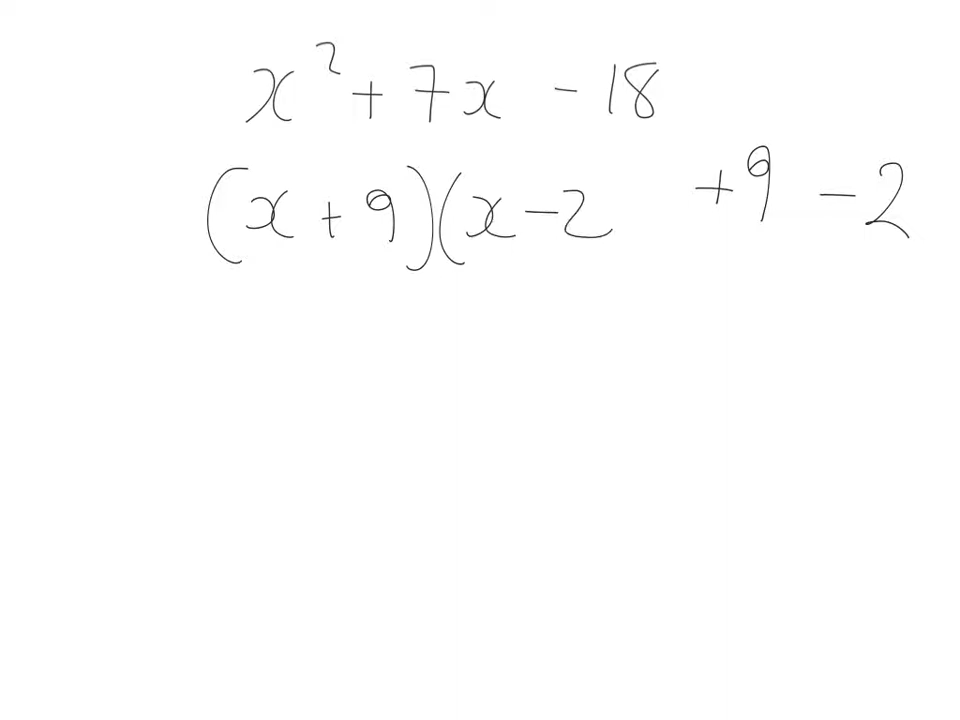 x² + 7x - 18
(x + 9)(x - 2 +9 -2